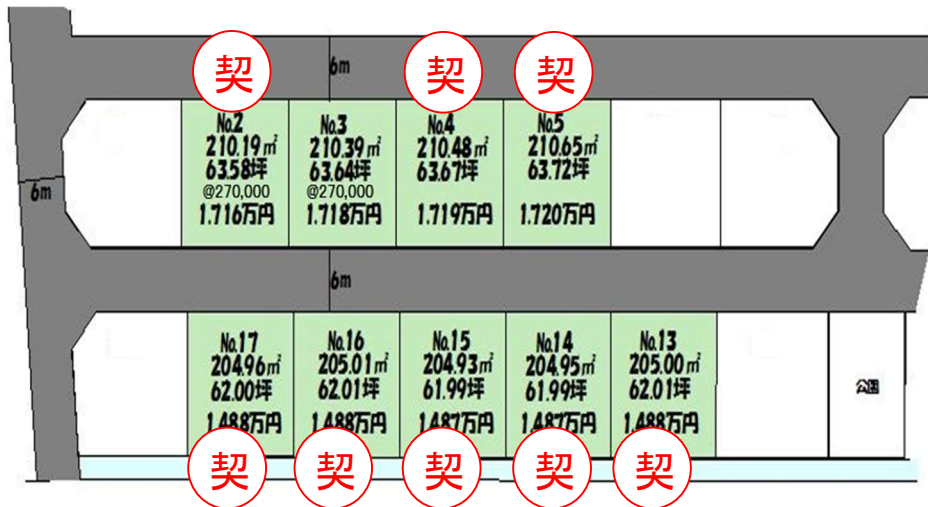 契
契
契
6m
No.2
210.19㎡
63.58坪
@270,000
1.716万円
No.3
210.39㎡
63.64坪
@270,000
1.718万円
No.4
210.48㎡
63.67坪
1.719万円
No.5
210.65㎡
63.72坪
1.720万円
6m
6m
No.17
204.96㎡
62.00坪
1.488万円
No.16
205.01㎡
62.01坪
1.488万円
No.15
204.93㎡
61.99坪
1.487万円
No.14
204.95㎡
61.99坪
1.487万円
No.13
205.00㎡
62.01坪
1.488万円
公園
契
契
契
契
契